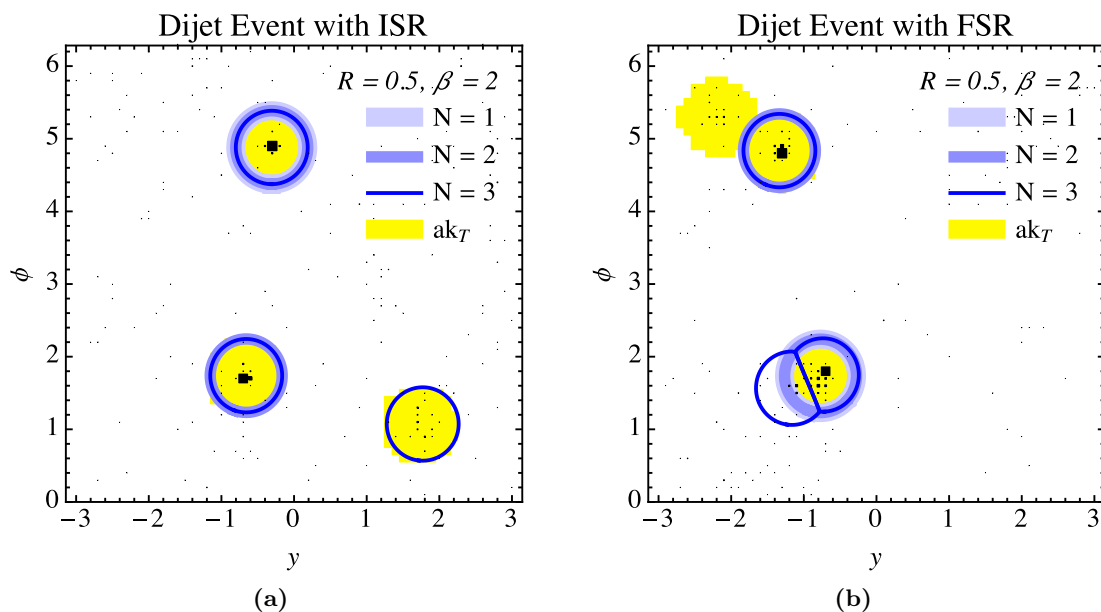 Dijet Event with ISR
R = 0.5, β = 2
N = 1
N = 2
N = 3
ak_T
ϕ
6
5
4
3
2
1
0
−3 −2 −1 0 1 2 3
y
(a)
Dijet Event with FSR
R = 0.5, β = 2
N = 1
N = 2
N = 3
ak_T
ϕ
6
5
4
3
2
1
0
−3 −2 −1 0 1 2 3
y
(b)